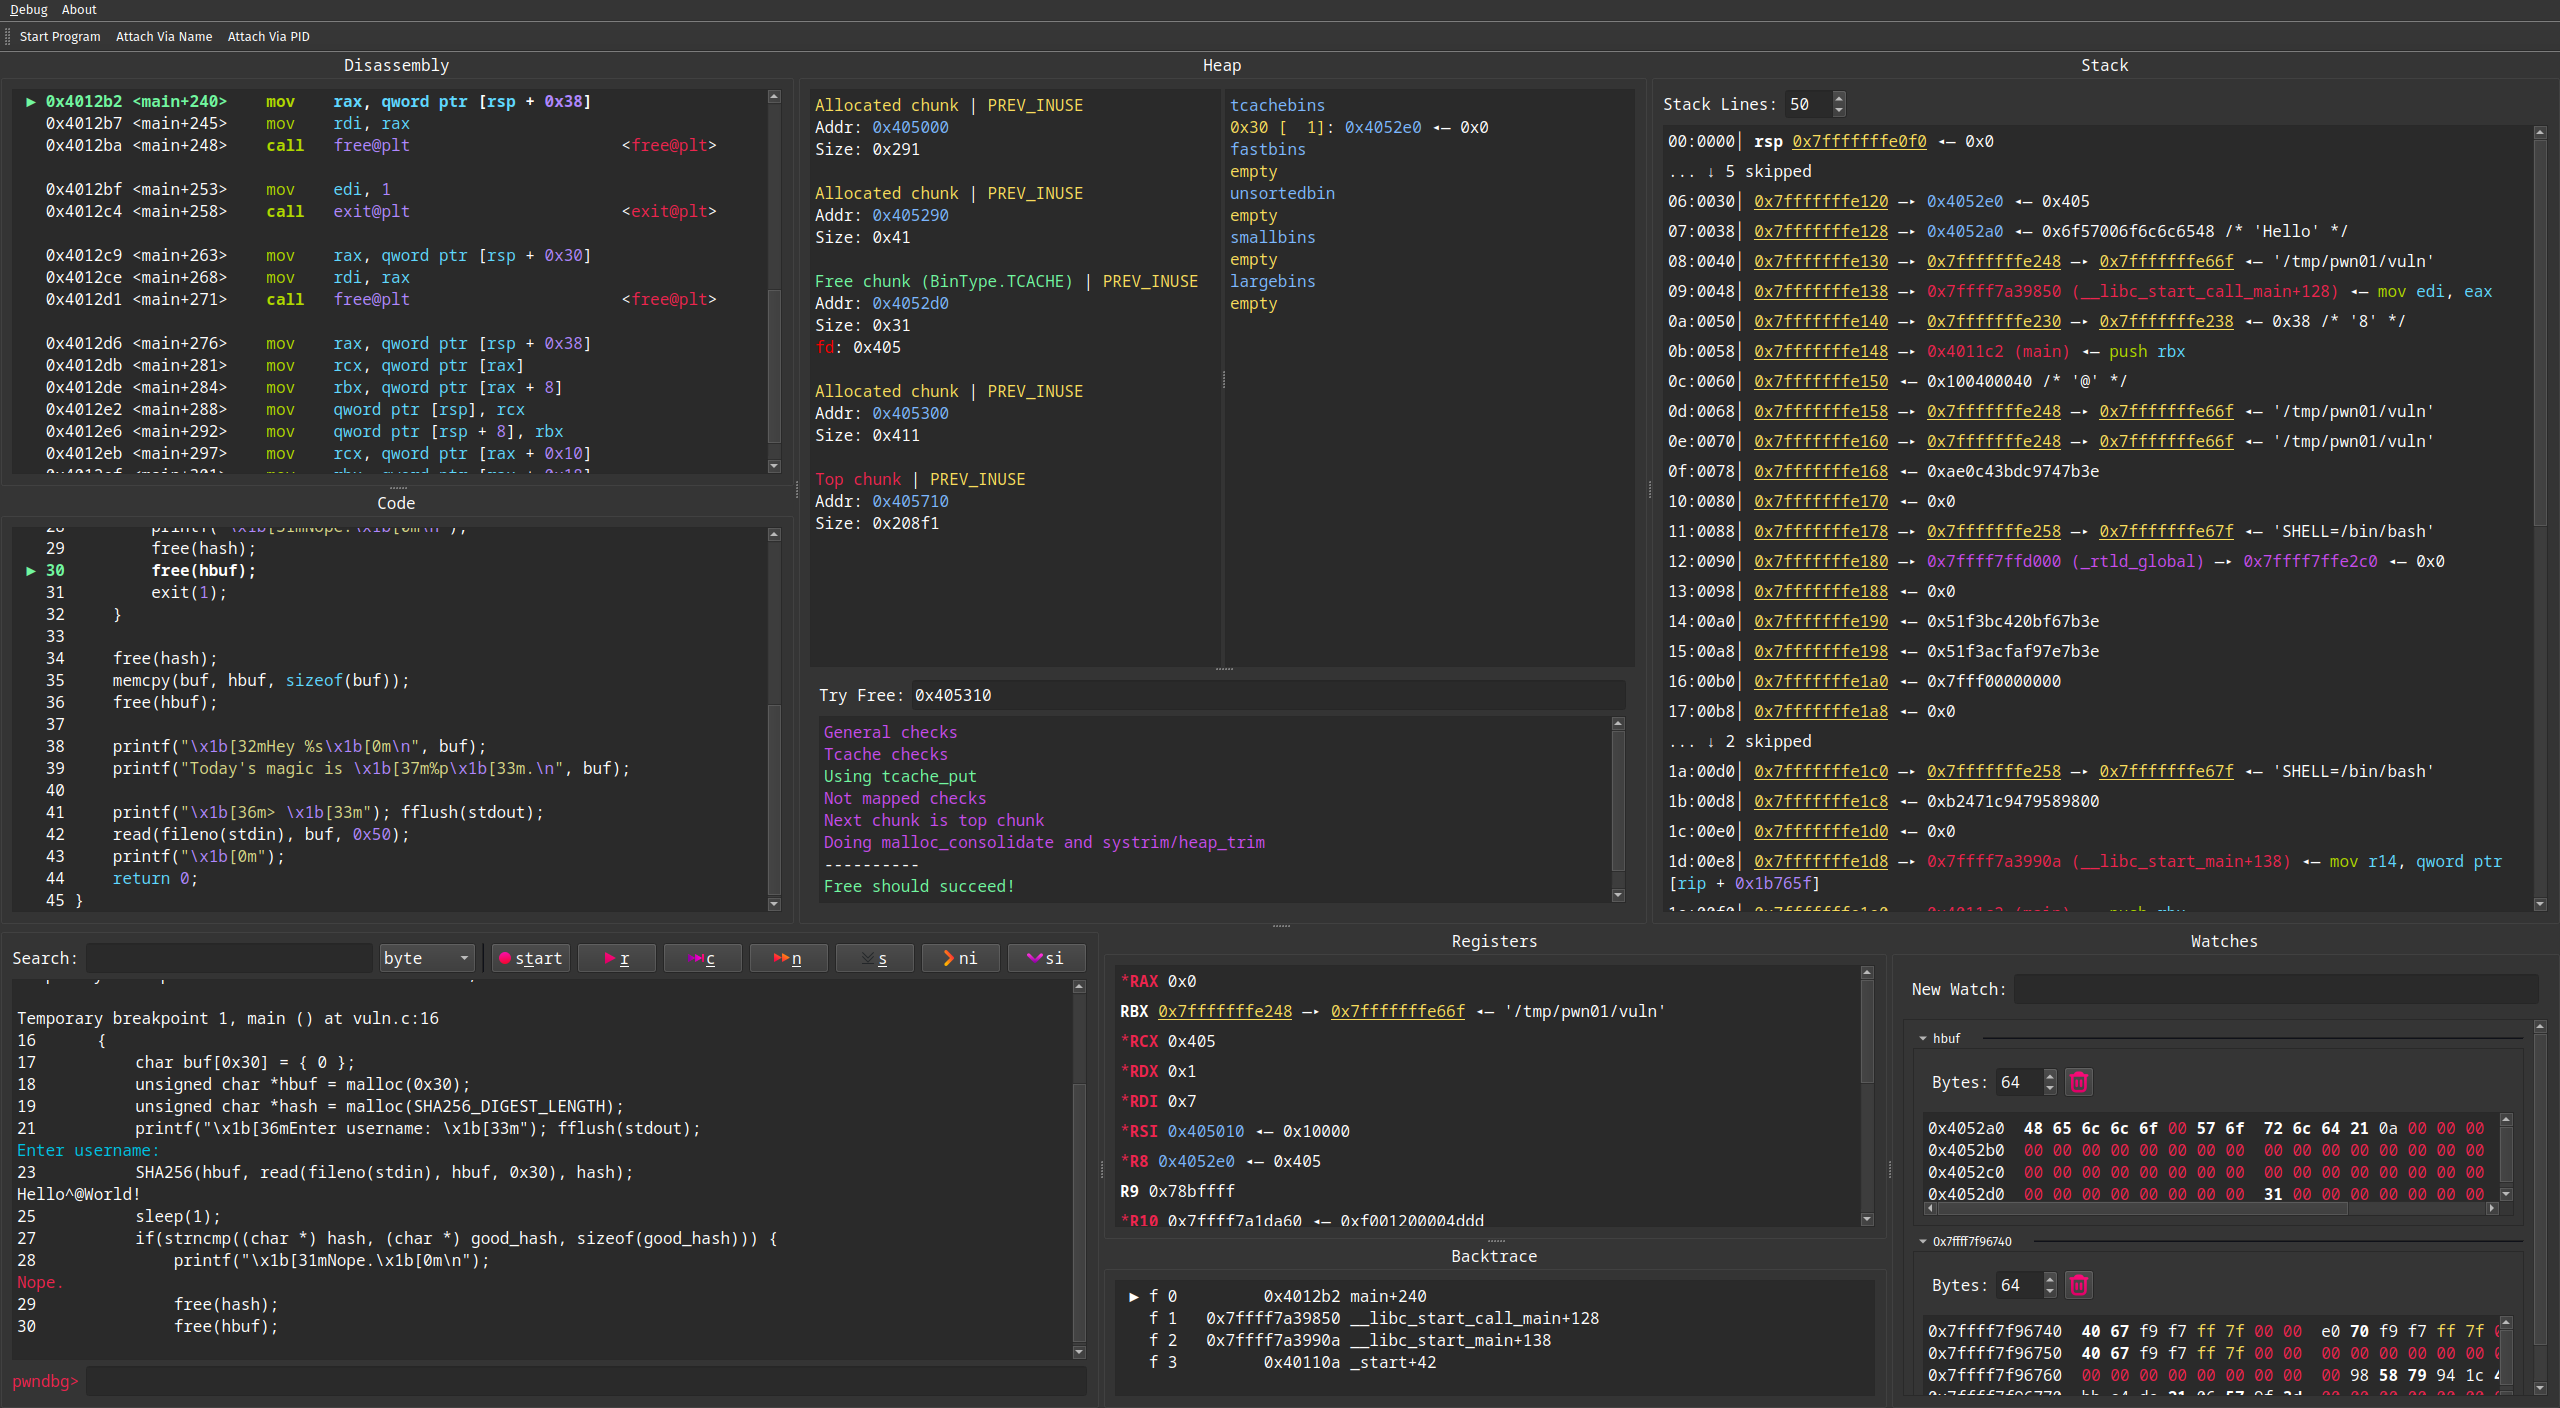 Debug About
Start Program Attach Via Name Attach Via PID
Disassembly
► 0x4012b2 <main+240> mov rax, qword ptr [rsp + 0x38]
0x4012b7 <main+245> mov rdi, rax
0x4012ba <main+248> call free@plt <free@plt>
0x4012bf <main+253> mov edi, 1
0x4012c4 <main+258> call exit@plt <exit@plt>
0x4012c9 <main+263> mov rax, qword ptr [rsp + 0x30]
0x4012ce <main+268> mov rdi, rax
0x4012d1 <main+271> call free@plt <free@plt>
0x4012d6 <main+276> mov rax, qword ptr [rsp + 0x38]
0x4012db <main+281> mov rcx, qword ptr [rax]
0x4012de <main+284> mov rbx, qword ptr [rax + 8]
0x4012e2 <main+288> mov qword ptr [rsp], rcx
0x4012e6 <main+292> mov qword ptr [rsp + 8], rbx
0x4012eb <main+297> mov rcx, qword ptr [rax + 0x10]
Code
28 printf("\x1b[31mNope.\x1b[0m\n");
29 free(hash);
► 30 free(hbuf);
31 exit(1);
32 }
33
34 free(hash);
35 memcpy(buf, hbuf, sizeof(buf));
36 free(hbuf);
37
38 printf("\x1b[32mHey %s\x1b[0m\n", buf);
39 printf("Today's magic is \x1b[37m%p\x1b[33m.\n", buf);
40
41 printf("\x1b[36m> \x1b[33m"); fflush(stdout);
42 read(fileno(stdin), buf, 0x50);
43 printf("\x1b[0m");
44 return 0;
45 }
Heap
Allocated chunk | PREV_INUSE
Addr: 0x405000
Size: 0x291
Allocated chunk | PREV_INUSE
Addr: 0x405290
Size: 0x41
Free chunk (BinType.TCACHE) | PREV_INUSE
Addr: 0x4052d0
Size: 0x31
fd: 0x405
Allocated chunk | PREV_INUSE
Addr: 0x405300
Size: 0x411
Top chunk | PREV_INUSE
Addr: 0x405710
Size: 0x208f1
tcachebins
0x30 [ 1]: 0x4052e0 ◂— 0x0
fastbins
empty
unsortedbin
empty
smallbins
empty
largebins
empty
Try Free: 0x405310
General checks
Tcache checks
Using tcache_put
Not mapped checks
Next chunk is top chunk
Doing malloc_consolidate and systrim/heap_trim
----------
Free should succeed!
Stack
Stack Lines: 50
00:0000│ rsp 0x7fffffffe0f0 ◂— 0x0
... ↓ 5 skipped
06:0030│ 0x7fffffffe120 —▸ 0x4052e0 ◂— 0x405
07:0038│ 0x7fffffffe128 —▸ 0x4052a0 ◂— 0x6f57006f6c6c6548 /* 'Hello' */
08:0040│ 0x7fffffffe130 —▸ 0x7fffffffe248 —▸ 0x7fffffffe66f ◂— '/tmp/pwn01/vuln'
09:0048│ 0x7fffffffe138 —▸ 0x7ffff7a39850 (__libc_start_call_main+128) ◂— mov edi, eax
0a:0050│ 0x7fffffffe140 —▸ 0x7fffffffe230 —▸ 0x7fffffffe238 ◂— 0x38 /* '8' */
0b:0058│ 0x7fffffffe148 —▸ 0x4011c2 (main) ◂— push rbx
0c:0060│ 0x7fffffffe150 ◂— 0x100400040 /* '@' */
0d:0068│ 0x7fffffffe158 —▸ 0x7fffffffe248 —▸ 0x7fffffffe66f ◂— '/tmp/pwn01/vuln'
0e:0070│ 0x7fffffffe160 —▸ 0x7fffffffe248 —▸ 0x7fffffffe66f ◂— '/tmp/pwn01/vuln'
0f:0078│ 0x7fffffffe168 ◂— 0xae0c43bdc9747b3e
10:0080│ 0x7fffffffe170 ◂— 0x0
11:0088│ 0x7fffffffe178 —▸ 0x7fffffffe258 —▸ 0x7fffffffe67f ◂— 'SHELL=/bin/bash'
12:0090│ 0x7fffffffe180 —▸ 0x7ffff7ffd000 (_rtld_global) —▸ 0x7ffff7ffe2c0 ◂— 0x0
13:0098│ 0x7fffffffe188 ◂— 0x0
14:00a0│ 0x7fffffffe190 ◂— 0x51f3bc420bf67b3e
15:00a8│ 0x7fffffffe198 ◂— 0x51f3acfaf97e7b3e
16:00b0│ 0x7fffffffe1a0 ◂— 0x7fff00000000
17:00b8│ 0x7fffffffe1a8 ◂— 0x0
... ↓ 2 skipped
1a:00d0│ 0x7fffffffe1c0 —▸ 0x7fffffffe258 —▸ 0x7fffffffe67f ◂— 'SHELL=/bin/bash'
1b:00d8│ 0x7fffffffe1c8 ◂— 0xb2471c9479589800
1c:00e0│ 0x7fffffffe1d0 ◂— 0x0
1d:00e8│ 0x7fffffffe1d8 —▸ 0x7ffff7a3990a (__libc_start_main+138) ◂— mov r14, qword ptr
[rip + 0x1b765f]
Search: byte start r c n s ni si
Temporary breakpoint 1, main () at vuln.c:16
16 {
17 char buf[0x30] = { 0 };
18 unsigned char *hbuf = malloc(0x30);
19 unsigned char *hash = malloc(SHA256_DIGEST_LENGTH);
21 printf("\x1b[36mEnter username: \x1b[33m"); fflush(stdout);
Enter username:
23 SHA256(hbuf, read(fileno(stdin), hbuf, 0x30), hash);
Hello^@World!
25 sleep(1);
27 if(strncmp((char *) hash, (char *) good_hash, sizeof(good_hash))) {
28 printf("\x1b[31mNope.\x1b[0m\n");
Nope.
29 free(hash);
30 free(hbuf);
pwndbg>
Registers
*RAX 0x0
RBX 0x7fffffffe248 —▸ 0x7fffffffe66f ◂— '/tmp/pwn01/vuln'
*RCX 0x405
*RDX 0x1
*RDI 0x7
*RSI 0x405010 ◂— 0x10000
*R8 0x4052e0 ◂— 0x405
R9 0x78bffff
*R10 0x7ffff7a1da60 ◂— 0xf001200004ddd
Backtrace
► f 0 0x4012b2 main+240
f 1 0x7ffff7a39850 __libc_start_call_main+128
f 2 0x7ffff7a3990a __libc_start_main+138
f 3 0x40110a _start+42
Watches
New Watch:
hbuf
Bytes: 64
0x4052a0 48 65 6c 6c 6f 00 57 6f 72 6c 64 21 0a 00 00 00
0x4052b0 00 00 00 00 00 00 00 00 00 00 00 00 00 00 00 00
0x4052c0 00 00 00 00 00 00 00 00 00 00 00 00 00 00 00 00
0x4052d0 00 00 00 00 00 00 00 00 31 00 00 00 00 00 00 00
0x7ffff7f96740
Bytes: 64
0x7ffff7f96740 40 67 f9 f7 ff 7f 00 00 e0 70 f9 f7 ff 7f
0x7ffff7f96750 40 67 f9 f7 ff 7f 00 00 00 00 00 00 00 00
0x7ffff7f96760 00 00 00 00 00 00 00 00 00 98 58 79 94 1c